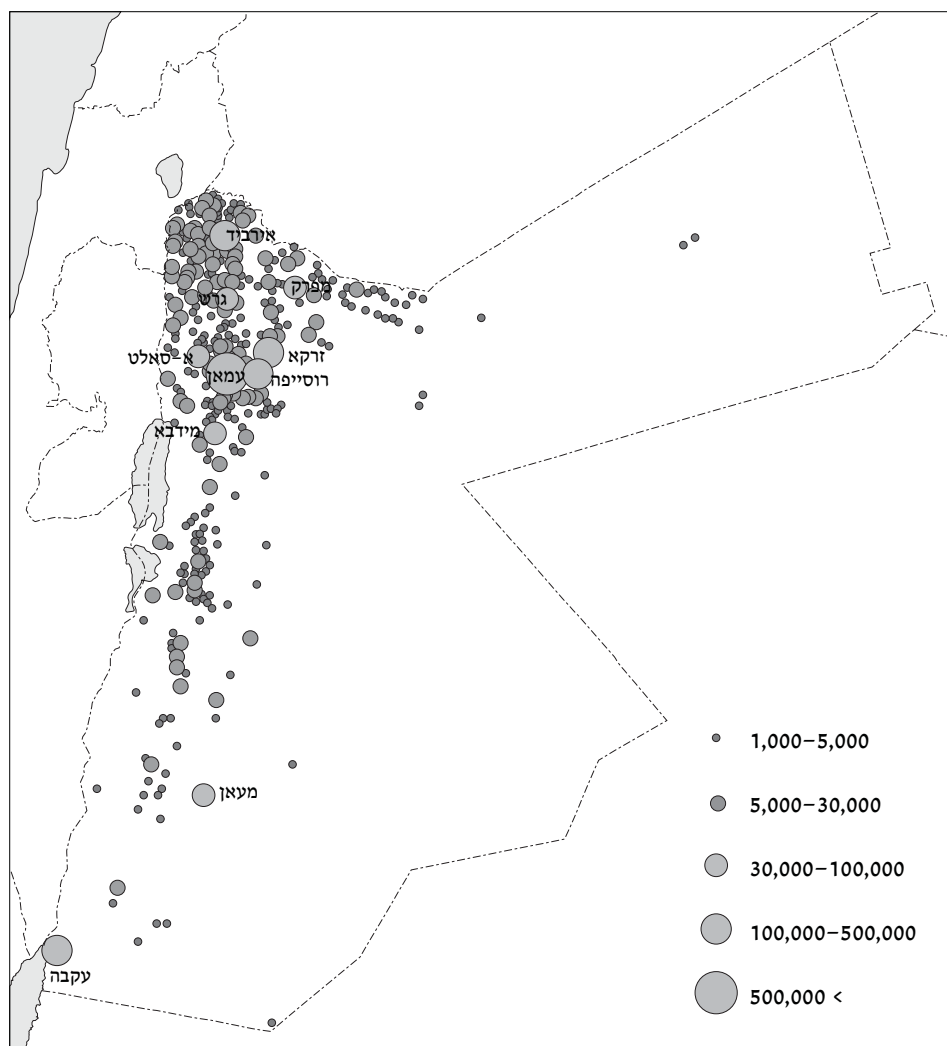 אירביד
מפרק
גרש
זרקא
א-סאלט
עמאן
רוסייפה
מידבא
מעאן
עקבה
1,000–5,000
5,000–30,000
30,000–100,000
100,000–500,000
500,000 <